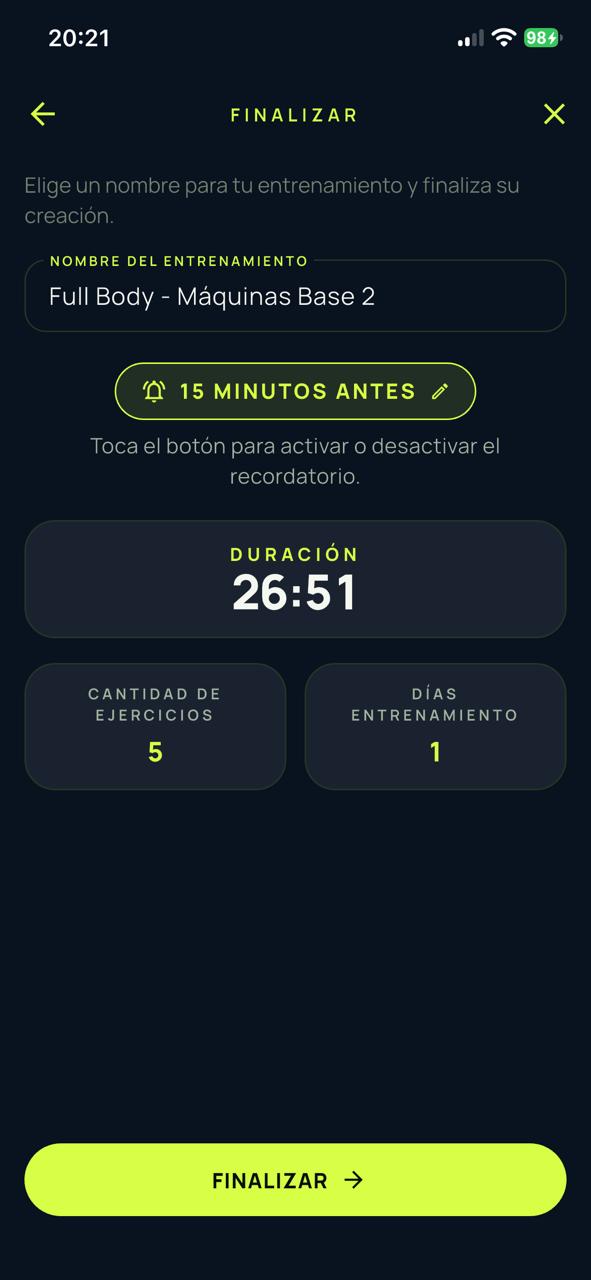 20:21
98
FINALIZAR
Elige un nombre para tu entrenamiento y finaliza su
creación.
NOMBRE DEL ENTRENAMIENTO
Full Body - Máquinas Base 2
15 MINUTOS ANTES
Toca el botón para activar o desactivar el
recordatorio.
DURACIÓN
26:51
CANTIDAD DE
EJERCICIOS
5
DÍAS
ENTRENAMIENTO
1
FINALIZAR